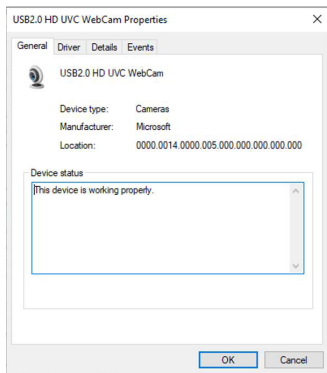 USB2.0 HD UVC WebCam Properties
General Driver Details Events
USB2.0 HD UVC WebCam
Device type: Cameras
Manufacturer: Microsoft
Location: 0000.0014.0000.005.000.000.000.000.000
Device status
This device is working properly.
OK Cancel